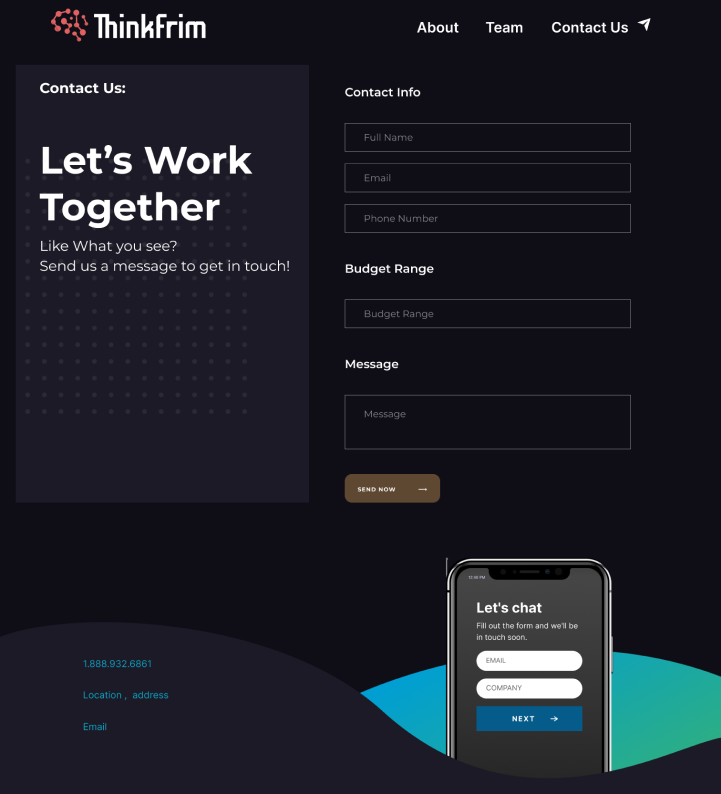 ThinkFrim
About Team Contact Us
Contact Us:
Let's Work
Together
Like What you see?
Send us a message to get in touch!
Contact Info
Full Name
Email
Phone Number
Budget Range
Budget Range
Message
Message
SEND NOW →
12:00 PM
Let's chat
Fill out the form and we'll be
in touch soon.
EMAIL
COMPANY
NEXT →
1.888.932.6861
Location , address
Email